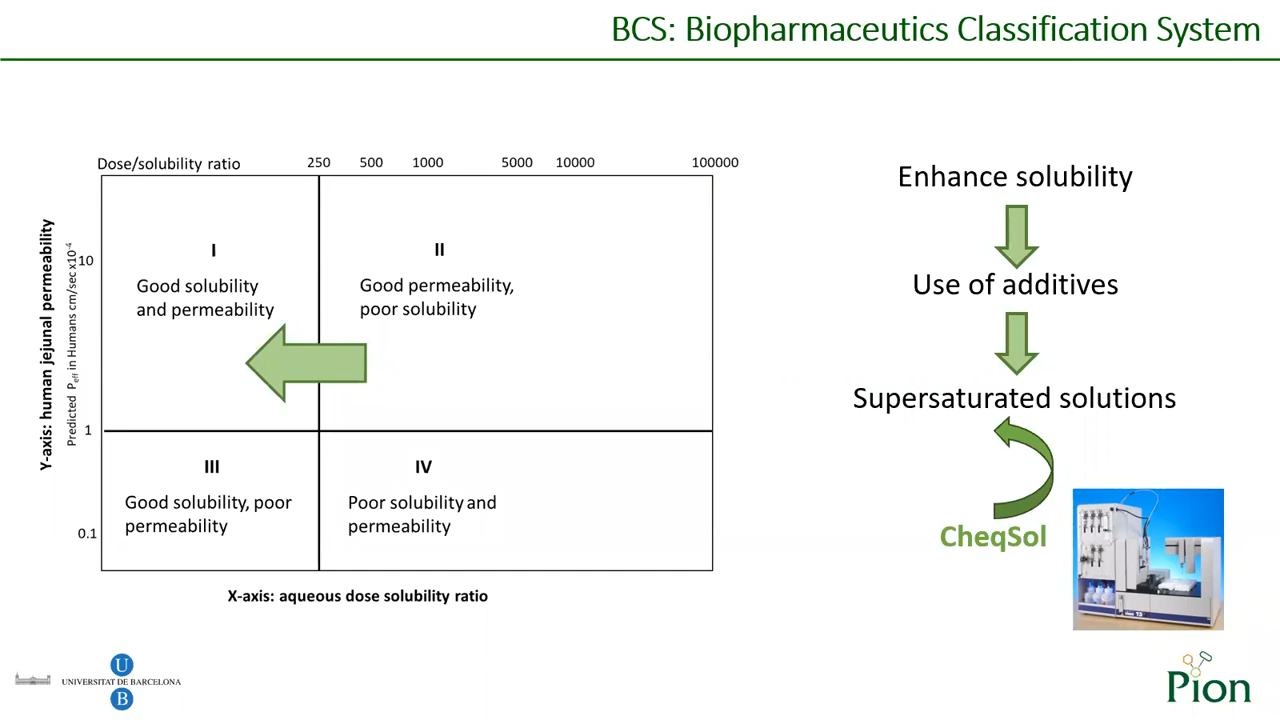 BCS: Biopharmaceutics Classification System
Dose/solubility ratio
250 500 1000 5000 10000 100000
Y-axis: human jejunal permeability
Predicted Peff in Humans cm/sec x10-4
10
1
0.1
I
Good solubility
and permeability
II
Good permeability,
poor solubility
III
Good solubility, poor
permeability
IV
Poor solubility and
permeability
X-axis: aqueous dose solubility ratio
Enhance solubility
Use of additives
Supersaturated solutions
CheqSol
U
UNIVERSITAT DE BARCELONA
B
Pion